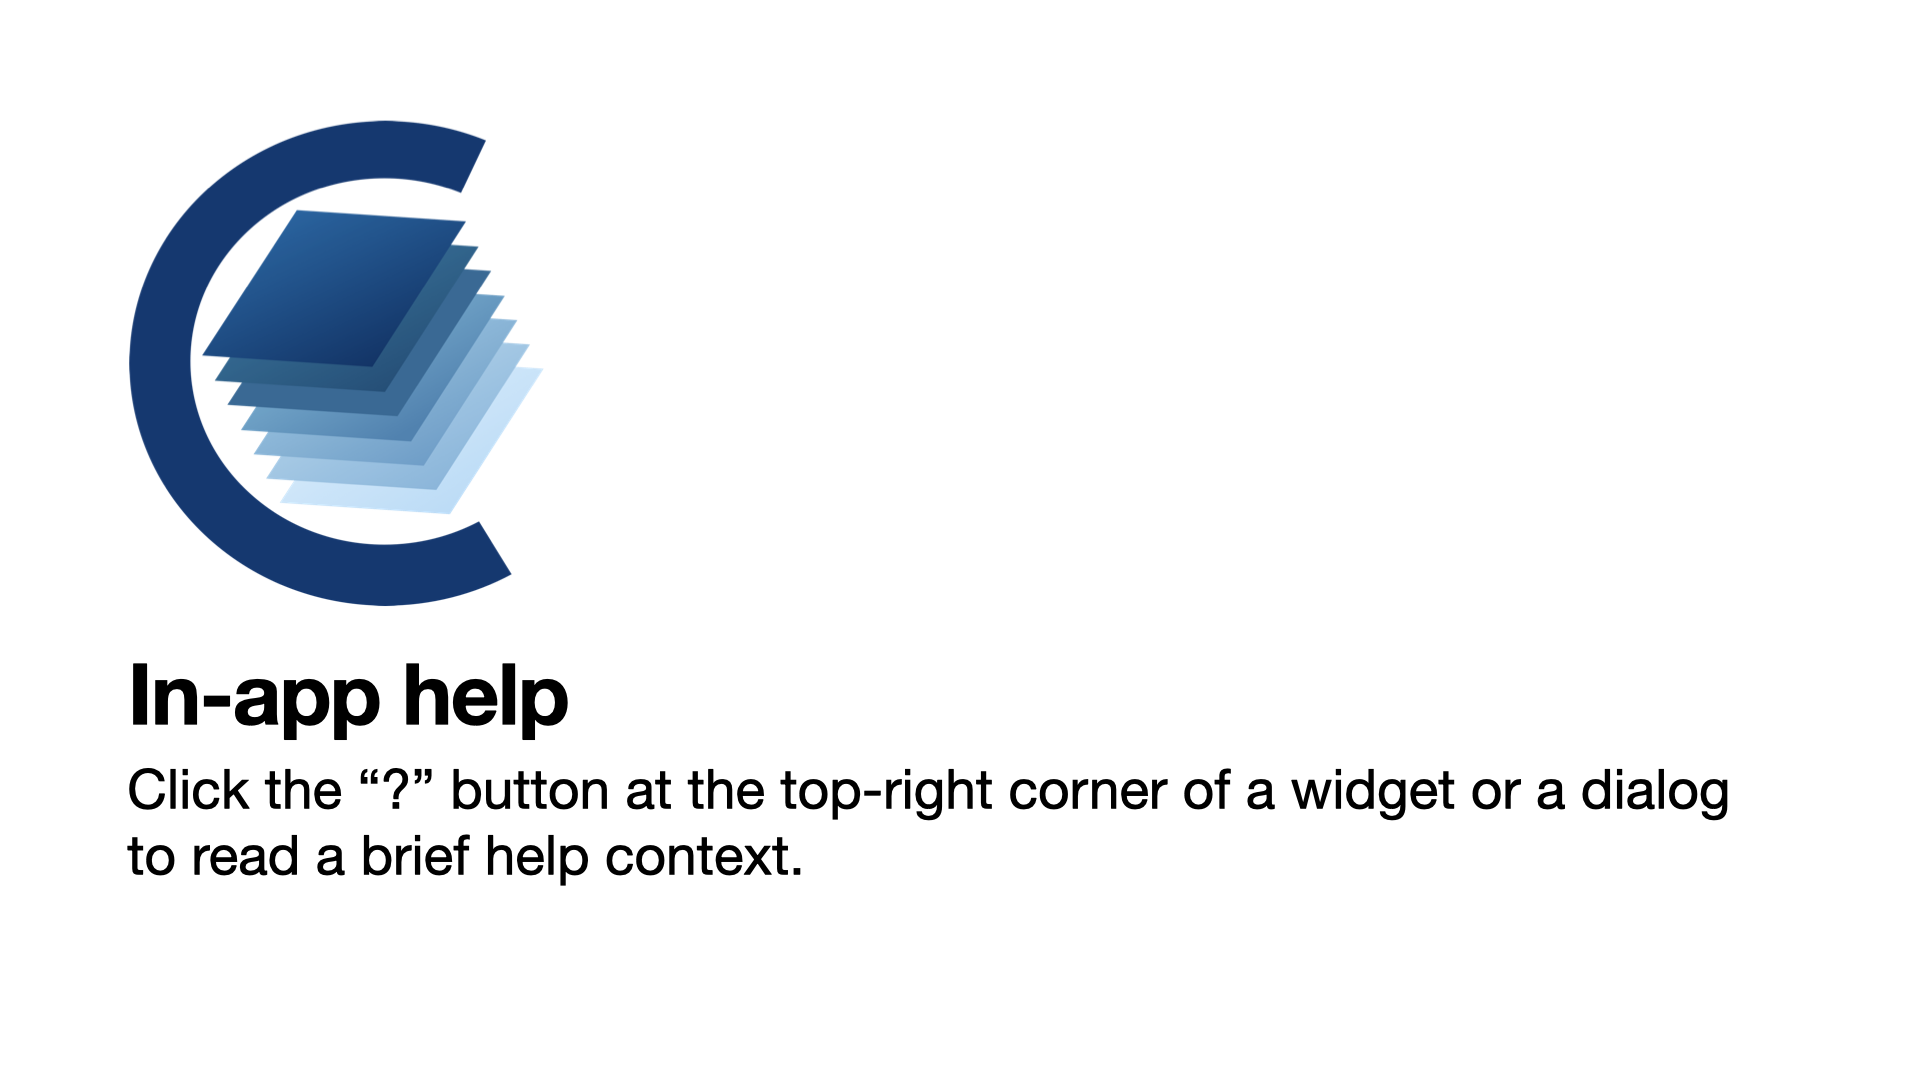 In-app help
Click the “?” button at the top-right corner of a widget or a dialog
to read a brief help context.